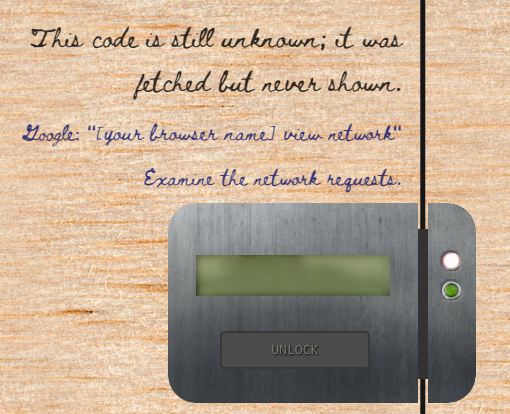 This code is still unknown; it was
fetched but never shown.
Google: "[your browser name] view network"
Examine the network requests.
UNLOCK